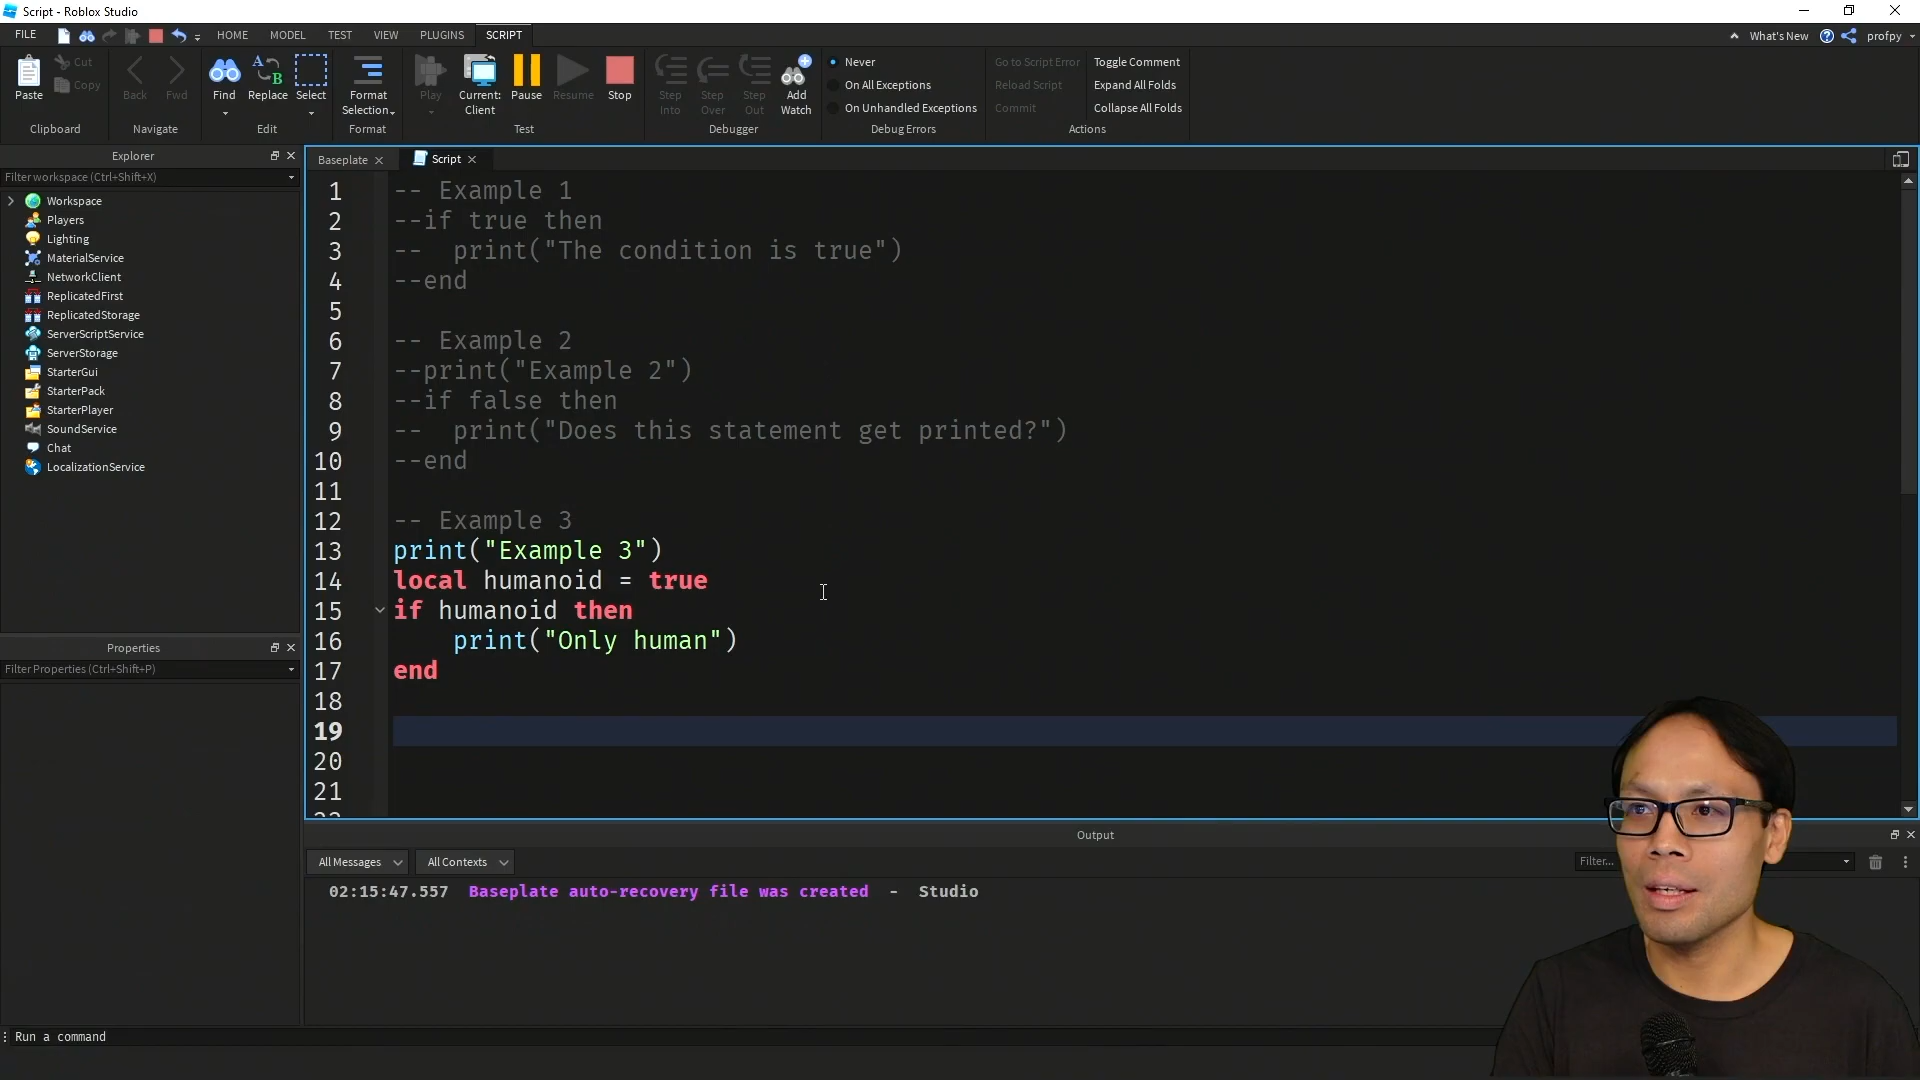 Script - Roblox Studio
FILE HOME MODEL TEST VIEW PLUGINS SCRIPT What's New profpy
Paste Cut Copy Back Fwd Find Replace Select Format Selection Play Current: Client Pause Resume Stop Step Into Step Over Step Out Add Watch
Never
On All Exceptions
On Unhandled Exceptions
Go to Script Error
Reload Script
Commit
Toggle Comment
Expand All Folds
Collapse All Folds
Clipboard Navigate Edit Format Test Debugger Debug Errors Actions
Explorer
Filter workspace (Ctrl+Shift+X)
Workspace
Players
Lighting
MaterialService
NetworkClient
ReplicatedFirst
ReplicatedStorage
ServerScriptService
ServerStorage
StarterGui
StarterPack
StarterPlayer
SoundService
Chat
LocalizationService
Properties
Filter Properties (Ctrl+Shift+P)
Baseplate Script
1 -- Example 1
2 --if true then
3 --  print("The condition is true")
4 --end
5
6 -- Example 2
7 --print("Example 2")
8 --if false then
9 --  print("Does this statement get printed?")
10 --end
11
12 -- Example 3
13 print("Example 3")
14 local humanoid = true
15 if humanoid then
16     print("Only human")
17 end
18
19
20
21
Output
All Messages All Contexts Filter...
02:15:47.557 Baseplate auto-recovery file was created - Studio
Run a command